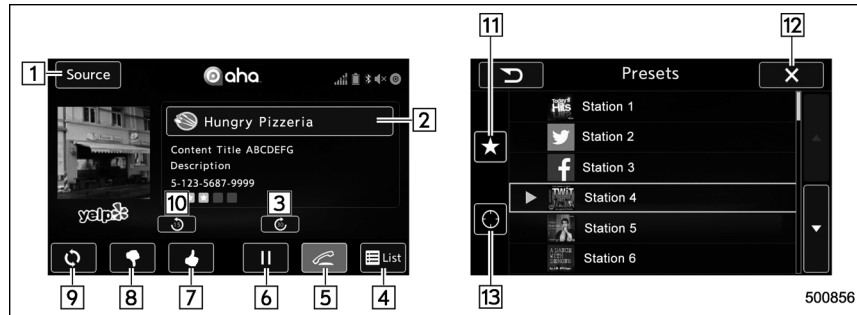 11
12
1
Source
aha
Presets
2
Hungry Pizzeria
Content Title ABCDEFG
Description
5-123-5687-9999
10
3
yelp
Station 1
Station 2
Station 3
TWiT
Station 4
Station 5
Station 6
List
9
8
7
6
5
4
13
500856